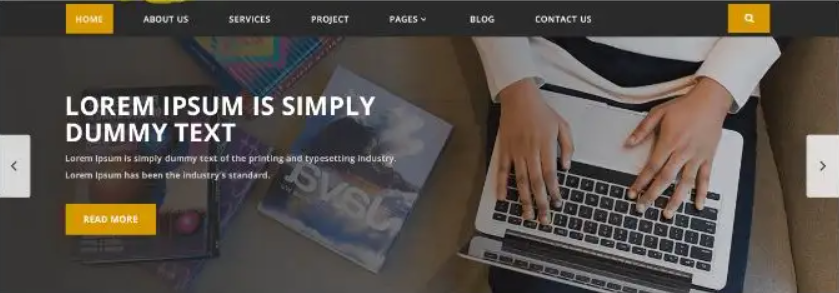 HOME ABOUT US SERVICES PROJECT PAGES BLOG CONTACT US
LOREM IPSUM IS SIMPLY
DUMMY TEXT
Lorem Ipsum is simply dummy text of the printing and typesetting industry.
Lorem Ipsum has been the industry's standard.
READ MORE